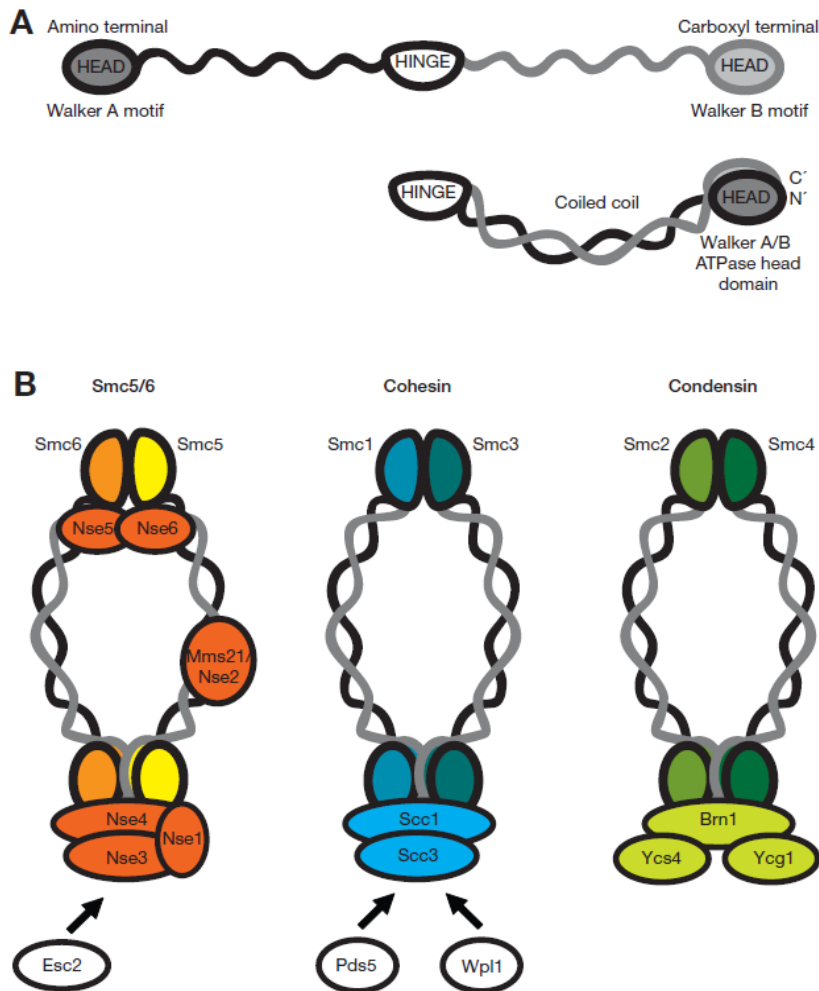 A
Amino terminal
Carboxyl terminal
HEAD
HINGE
HEAD
Walker A motif
Walker B motif
HINGE
Coiled coil
HEAD
C´
N´
Walker A/B
ATPase head
domain
B
Smc5/6
Cohesin
Condensin
Smc6
Smc5
Smc1
Smc3
Smc2
Smc4
Nse5
Nse6
Mms21/
Nse2
Nse4
Nse1
Nse3
Scc1
Scc3
Brn1
Ycs4
Ycg1
Esc2
Pds5
Wpl1